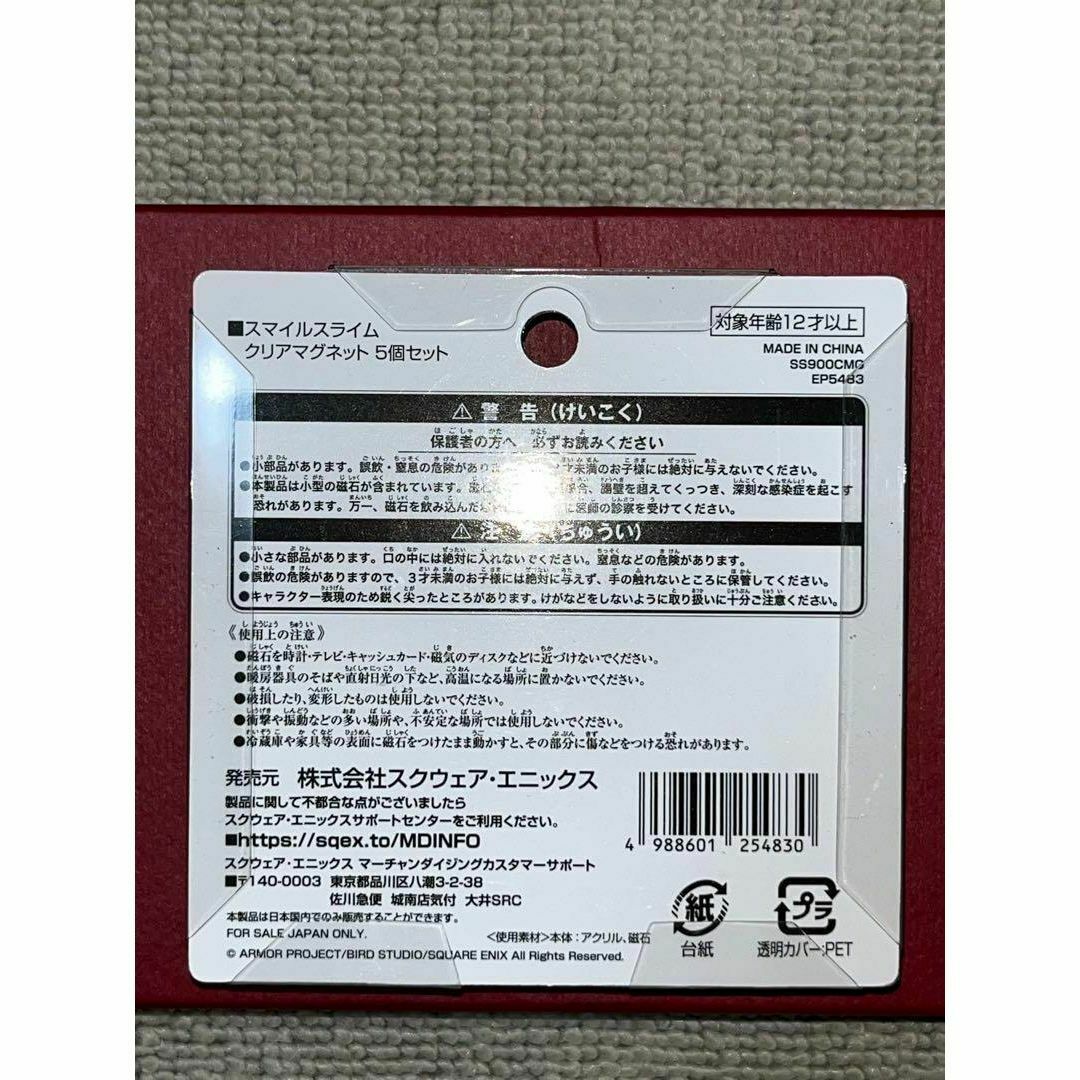 ■スマイルスライム
クリアマグネット 5個セット
対象年齢12才以上
MADE IN CHINA
SS900CMG
EP5483
⚠ 警 告 (けいこく)
保護者の方へ 必ずお読みください
●小部品があります。誤飲・窒息の危険があり 才未満のお子様には絶対に与えないでください。
●本製品は小型の磁石が含まれています。磁石 合、腸壁を超えてくっつき、深刻な感染症を起こす
恐れがあります。万一、磁石を飲み込んだ 医師の診察を受けてください。
⚠ 注 ちゅうい)
●小さな部品があります。口の中には絶対に入れないでください。窒息などの危険があります。
●誤飲の危険がありますので、3才未満のお子様には絶対に与えず、手の触れないところに保管してください。
●キャラクター表現のため鋭く尖ったところがあります。けがなどをしないように取り扱いに十分ご注意ください。
《使用上の注意》
●磁石を時計・テレビ・キャッシュカード・磁気のディスクなどに近づけないでください。
●暖房器具のそばや直射日光の下など、高温になる場所に置かないでください。
●破損したり、変形したものは使用しないでください。
●衝撃や振動などの多い場所や、不安定な場所では使用しないでください。
●冷蔵庫や家具等の表面に磁石をつけたまま動かすと、その部分に傷などをつける恐れがあります。
発売元 株式会社スクウェア・エニックス
製品に関して不都合な点がございましたら
スクウェア・エニックスサポートセンターをご利用ください。
■https://sqex.to/MDINFO
スクウェア・エニックス マーチャンダイジングカスタマーサポート
■〒140-0003 東京都品川区八潮3-2-38
佐川急便 城南店気付 大井SRC
本製品は日本国内でのみ販売することができます。
FOR SALE JAPAN ONLY.
<使用素材>本体:アクリル、磁石
© ARMOR PROJECT/BIRD STUDIO/SQUARE ENIX All Rights Reserved.
4 988601 254830
紙
台紙
プラ
透明カバー:PET